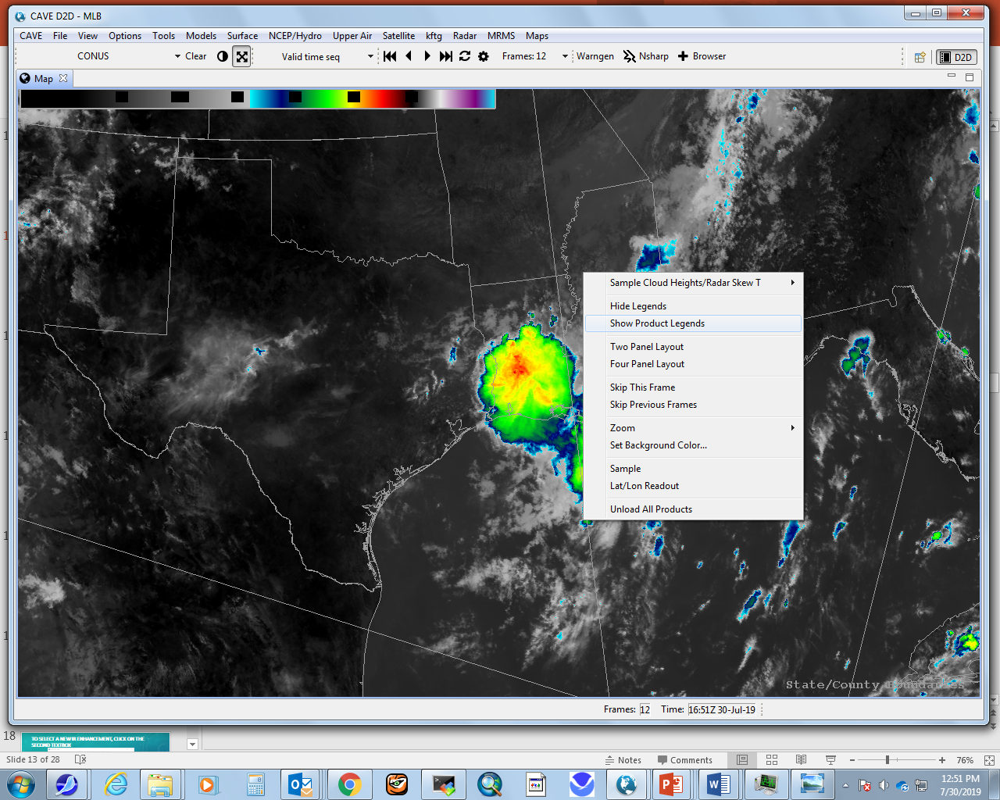 CAVE D2D - MLB
CAVE File View Options Tools Models Surface NCEP/Hydro Upper Air Satellite kftg Radar MRMS Maps
CONUS Clear Valid time seq Frames: 12 Warngen Nsharp Browser D2D
Map
Sample Cloud Heights/Radar Skew T
Hide Legends
Show Product Legends
Two Panel Layout
Four Panel Layout
Skip This Frame
Skip Previous Frames
Zoom
Set Background Color...
Sample
Lat/Lon Readout
Unload All Products
State/County Boundaries
Frames: 12 Time: 16:51Z 30-Jul-19
18
TO SELECT A NEW IR ENHANCEMENT, CLICK ON THE
SECOND TEXTBOX
Slide 13 of 28 Notes Comments 76%
12:51 PM
7/30/2019